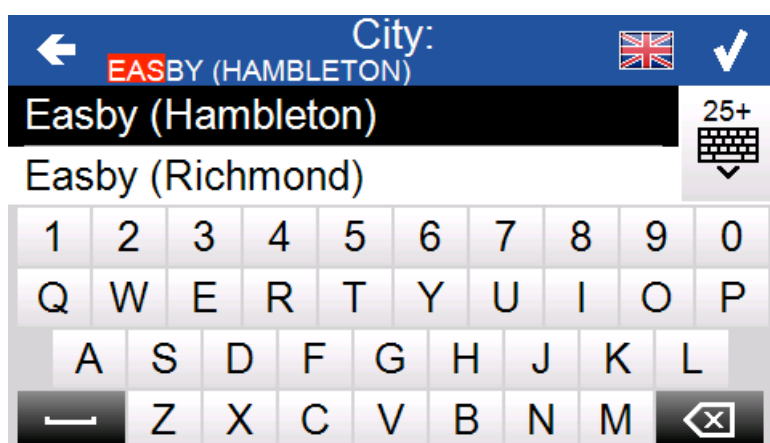 City:
EASBY (HAMBLETON)
Easby (Hambleton)
25+
Easby (Richmond)
1 2 3 4 5 6 7 8 9 0
Q W E R T Y U I O P
A S D F G H J K L
Z X C V B N M